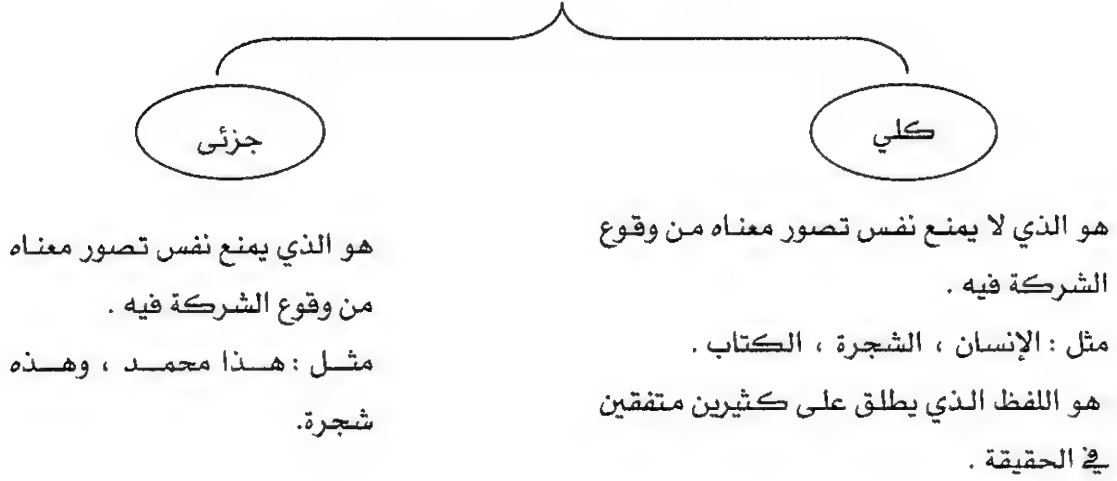 كلي
هو الذي لا يمنع نفس تصور معناه من وقوع
الشركة فيه .
مثل : الإنسان ، الشجرة ، الكتاب .
هو اللفظ الذي يطلق على كثيرين متفقين
في الحقيقة .
جزئى
هو الذي يمنع نفس تصور معناه
من وقوع الشركة فيه .
مثل : هذا محمد ، وهذه
شجرة.